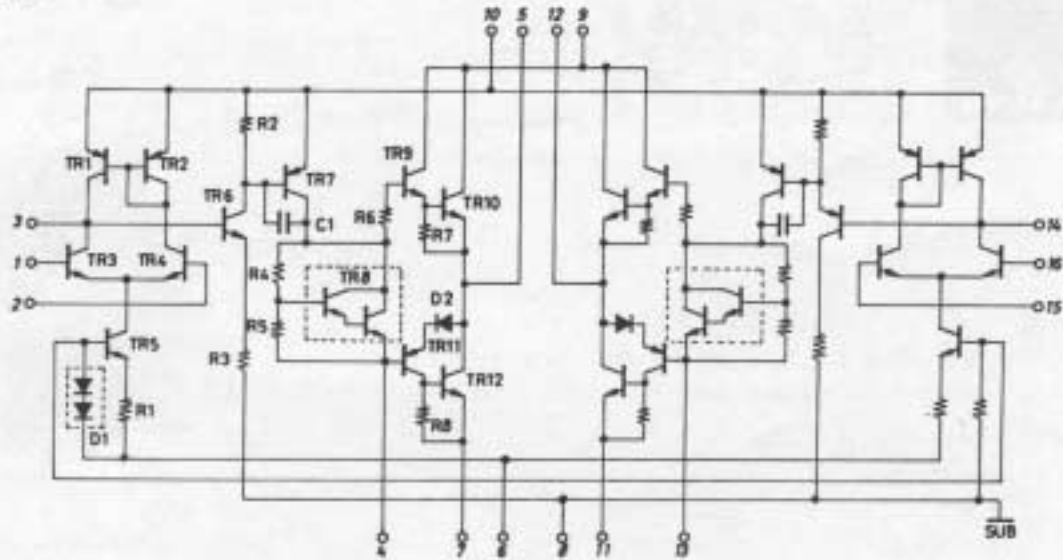 10 5 12 9
R2
TR1 TR2 TR9
TR6 TR7
TR10
3 R6 C1 R7 14
1 TR3 TR4 16
R4 TR8
2 D2 15
R5
TR5 R3 TR11
TR12
R1 R8
D1
SUB
4 7 6 8 11 13